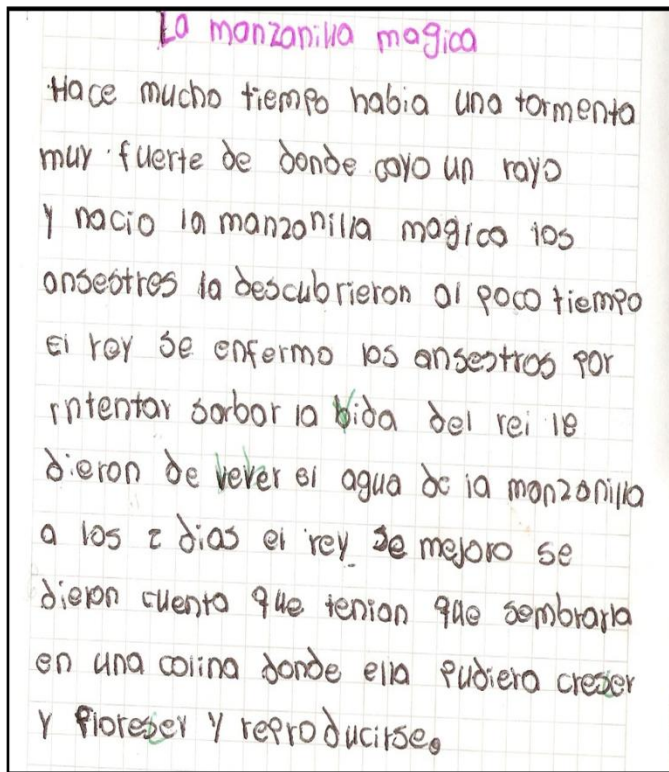 La manzanilla magica
Hace mucho tiempo habia una tormenta
muy fuerte de donde cayo un rayo
y nacio la manzanilla magica los
ansestres la descubrieron al poco tiempo
El rey se enfermo los ansestros por
intentar sarbar la bida del rei le
dieron de vever el agua de la manzanilla
a los 2 dias el rey se mejoro se
dieron cuenta que tenian que sembrarla
en una colina donde ella pudiera creser
y floreser y reproducirse.